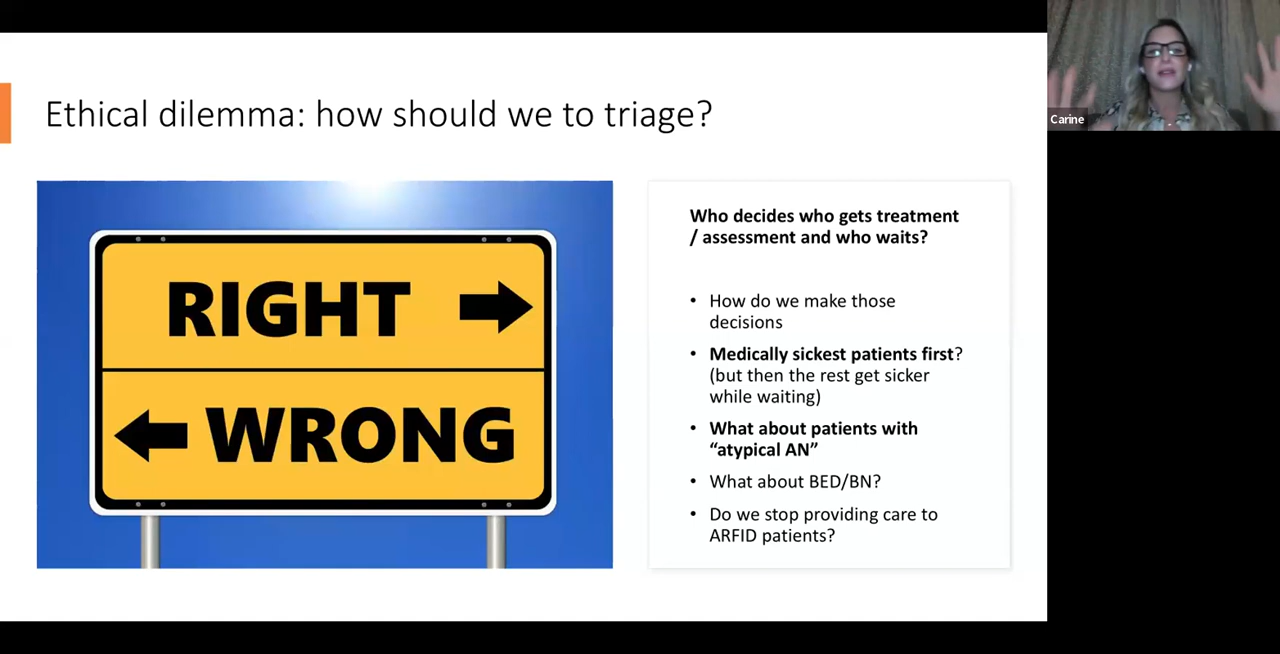 Ethical dilemma: how should we to triage?
RIGHT
WRONG
Who decides who gets treatment
/ assessment and who waits?
• How do we make those
decisions
• Medically sickest patients first?
(but then the rest get sicker
while waiting)
• What about patients with
“atypical AN”
• What about BED/BN?
• Do we stop providing care to
ARFID patients?
Carine